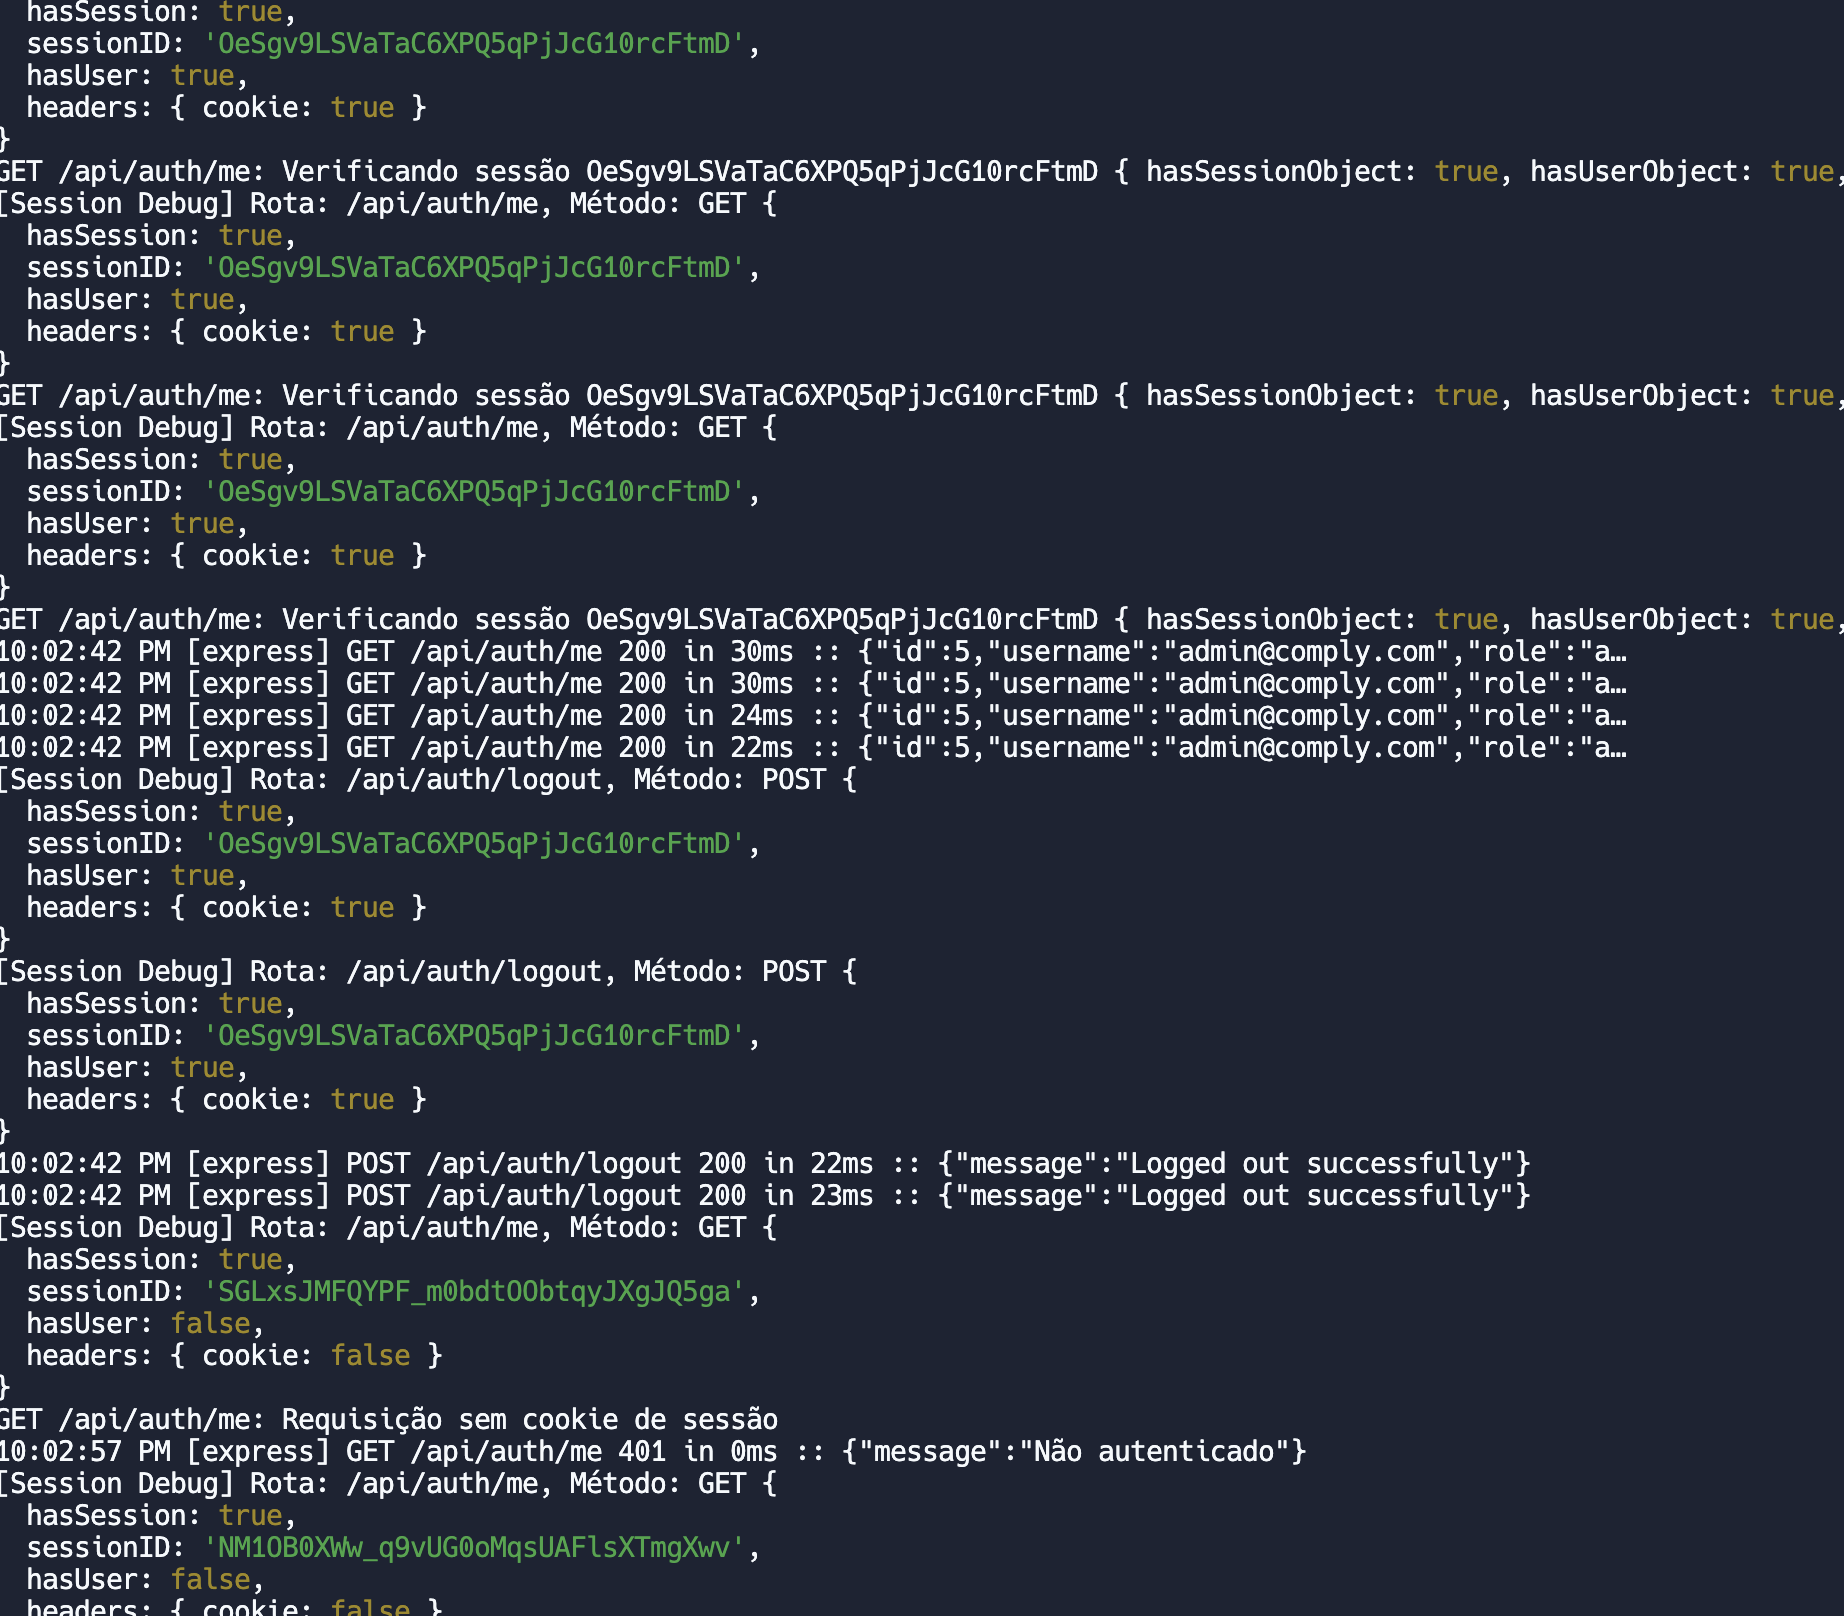 hasSession: true,
sessionID: 'OeSgv9LSVaTaC6XPQ5qPjJcG10rcFtmD',
hasUser: true,
headers: { cookie: true }
}
GET /api/auth/me: Verificando sessão OeSgv9LSVaTaC6XPQ5qPjJcG10rcFtmD { hasSessionObject: true, hasUserObject: true,
[Session Debug] Rota: /api/auth/me, Método: GET {
hasSession: true,
sessionID: 'OeSgv9LSVaTaC6XPQ5qPjJcG10rcFtmD',
hasUser: true,
headers: { cookie: true }
}
GET /api/auth/me: Verificando sessão OeSgv9LSVaTaC6XPQ5qPjJcG10rcFtmD { hasSessionObject: true, hasUserObject: true,
[Session Debug] Rota: /api/auth/me, Método: GET {
hasSession: true,
sessionID: 'OeSgv9LSVaTaC6XPQ5qPjJcG10rcFtmD',
hasUser: true,
headers: { cookie: true }
}
GET /api/auth/me: Verificando sessão OeSgv9LSVaTaC6XPQ5qPjJcG10rcFtmD { hasSessionObject: true, hasUserObject: true,
10:02:42 PM [express] GET /api/auth/me 200 in 30ms :: {"id":5,"username":"admin@comply.com","role":"a…
10:02:42 PM [express] GET /api/auth/me 200 in 30ms :: {"id":5,"username":"admin@comply.com","role":"a…
10:02:42 PM [express] GET /api/auth/me 200 in 24ms :: {"id":5,"username":"admin@comply.com","role":"a…
10:02:42 PM [express] GET /api/auth/me 200 in 22ms :: {"id":5,"username":"admin@comply.com","role":"a…
[Session Debug] Rota: /api/auth/logout, Método: POST {
hasSession: true,
sessionID: 'OeSgv9LSVaTaC6XPQ5qPjJcG10rcFtmD',
hasUser: true,
headers: { cookie: true }
}
[Session Debug] Rota: /api/auth/logout, Método: POST {
hasSession: true,
sessionID: 'OeSgv9LSVaTaC6XPQ5qPjJcG10rcFtmD',
hasUser: true,
headers: { cookie: true }
}
10:02:42 PM [express] POST /api/auth/logout 200 in 22ms :: {"message":"Logged out successfully"}
10:02:42 PM [express] POST /api/auth/logout 200 in 23ms :: {"message":"Logged out successfully"}
[Session Debug] Rota: /api/auth/me, Método: GET {
hasSession: true,
sessionID: 'SGLxsJMFQYPF_m0bdtOObtqyJXgJQ5ga',
hasUser: false,
headers: { cookie: false }
}
GET /api/auth/me: Requisição sem cookie de sessão
10:02:57 PM [express] GET /api/auth/me 401 in 0ms :: {"message":"Não autenticado"}
[Session Debug] Rota: /api/auth/me, Método: GET {
hasSession: true,
sessionID: 'NM1OB0XWw_q9vUG0oMqsUAFlsXTmgXwv',
hasUser: false,
headers: { cookie: false }